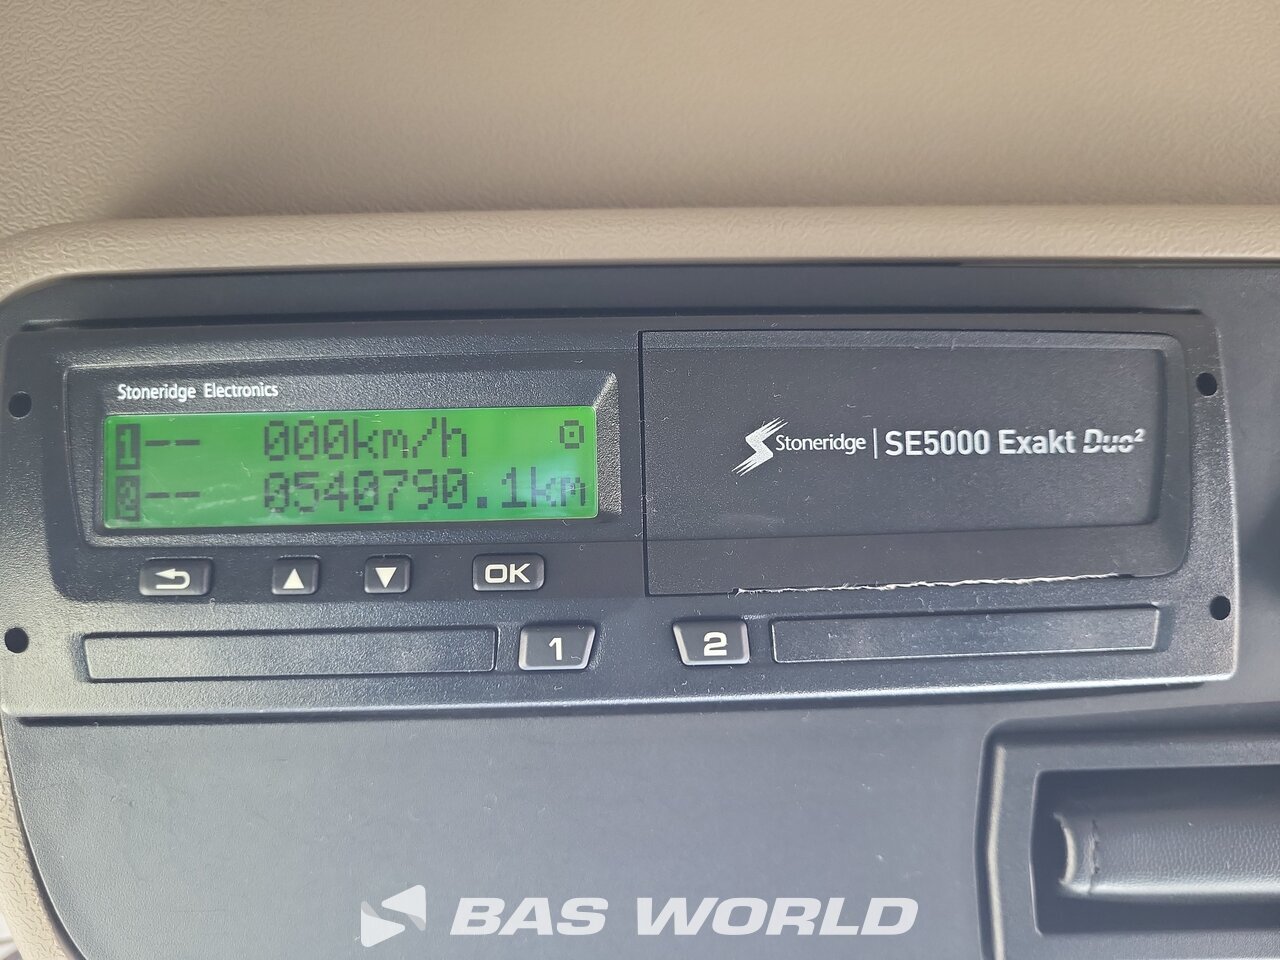 Stoneridge Electronics
1-- 000km/h
2-- 0540790.1km
Stoneridge | SE5000 Exakt Duo²
OK
1
2
BAS WORLD